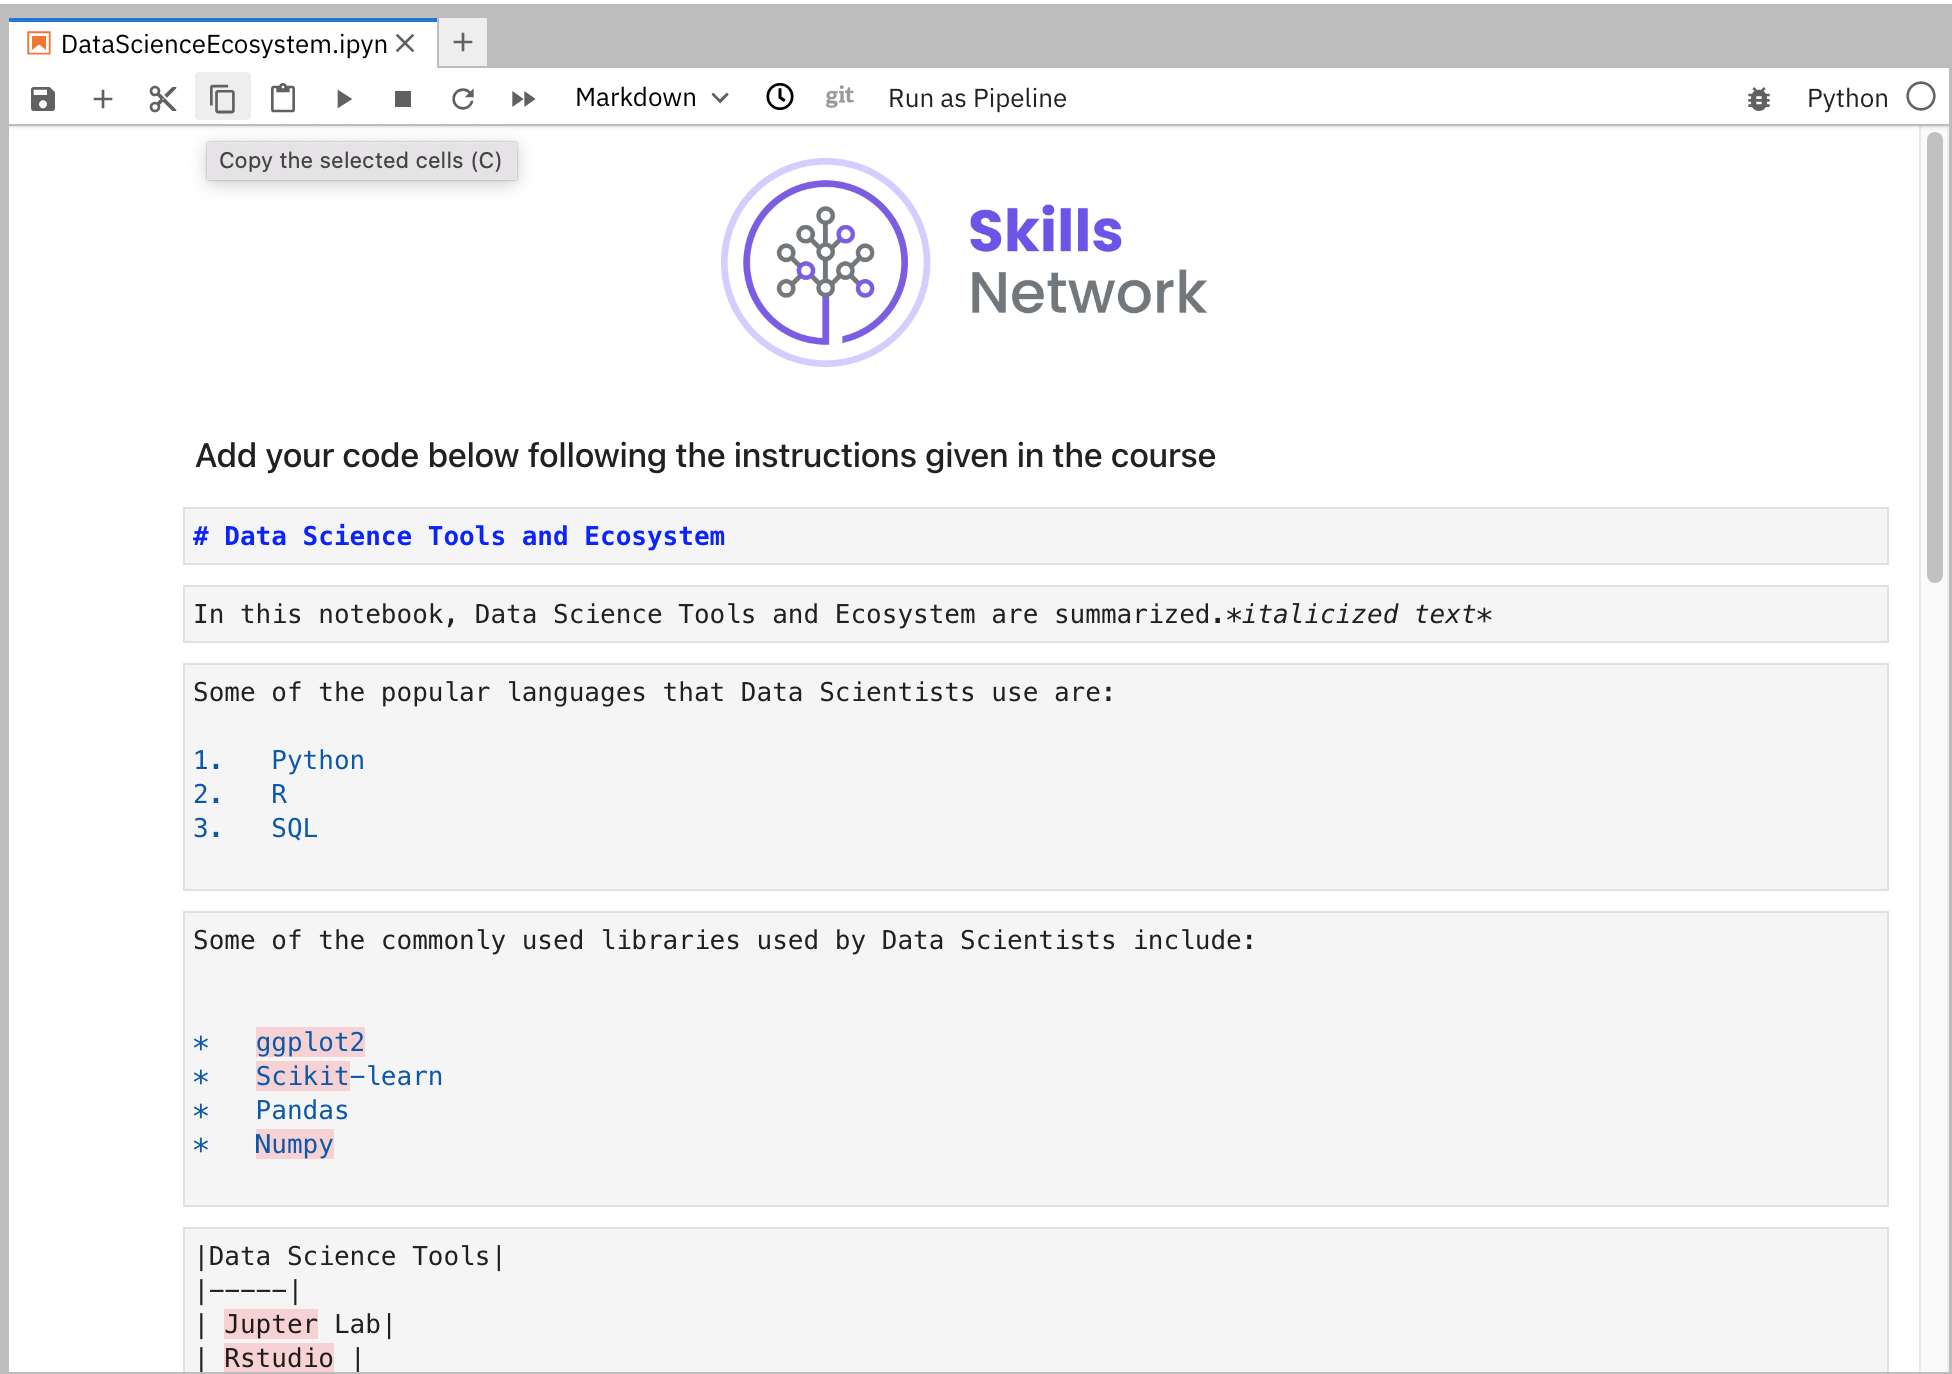 DataScienceEcosystem.ipyn
Markdown git Run as Pipeline Python
Copy the selected cells (C)
Skills
Network
Add your code below following the instructions given in the course
# Data Science Tools and Ecosystem
In this notebook, Data Science Tools and Ecosystem are summarized.*italicized text*
Some of the popular languages that Data Scientists use are:
1.   Python
2.   R
3.   SQL
Some of the commonly used libraries used by Data Scientists include:
*   ggplot2
*   Scikit-learn
*   Pandas
*   Numpy
|Data Science Tools|
|-----|
| Jupter Lab|
| Rstudio |